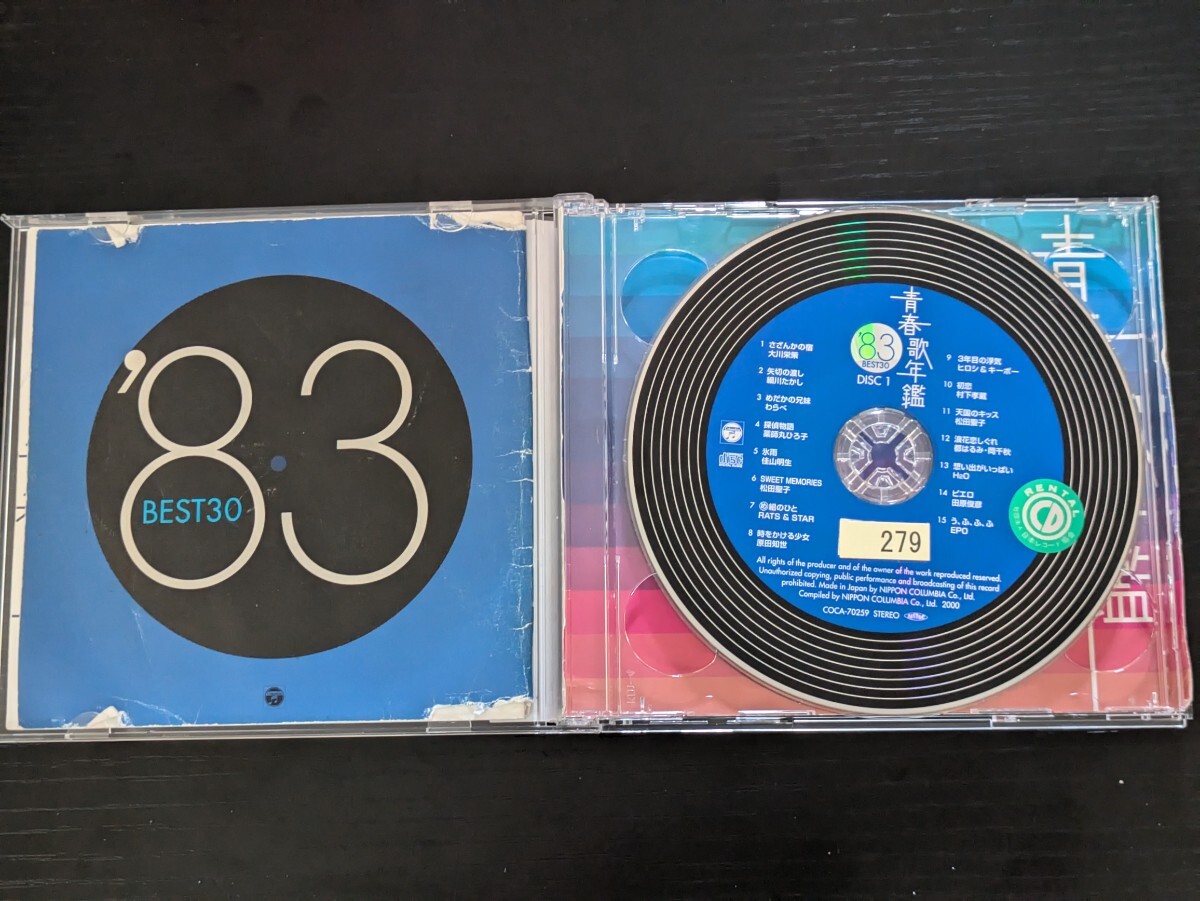 '83
BEST30
青春歌年鑑
'83
BEST30
DISC 1
1 さざんかの宿
大川栄策
2 矢切の渡し
細川たかし
3 めだかの兄妹
わらべ
4 探偵物語
薬師丸ひろ子
5 氷雨
佳山明生
6 SWEET MEMORIES
松田聖子
7 め組のひと
RATS & STAR
8 時をかける少女
原田知世
9 3年目の浮気
ヒロシ&キーボー
10 初恋
村下孝蔵
11 天国のキッス
松田聖子
12 浪花恋しぐれ
都はるみ・岡千秋
13 想い出がいっぱい
H2O
14 ピエロ
田原俊彦
15 う、ふ、ふ、ふ
EPO
RENTAL
279
All rights of the producer and of the owner of the work reproduced reserved.
Unauthorized copying, public performance and broadcasting of this record
prohibited. Made in Japan by NIPPON COLUMBIA Co., Ltd.
Compiled by NIPPON COLUMBIA Co., Ltd. 2000
COCA-70259 STEREO
青
鑑